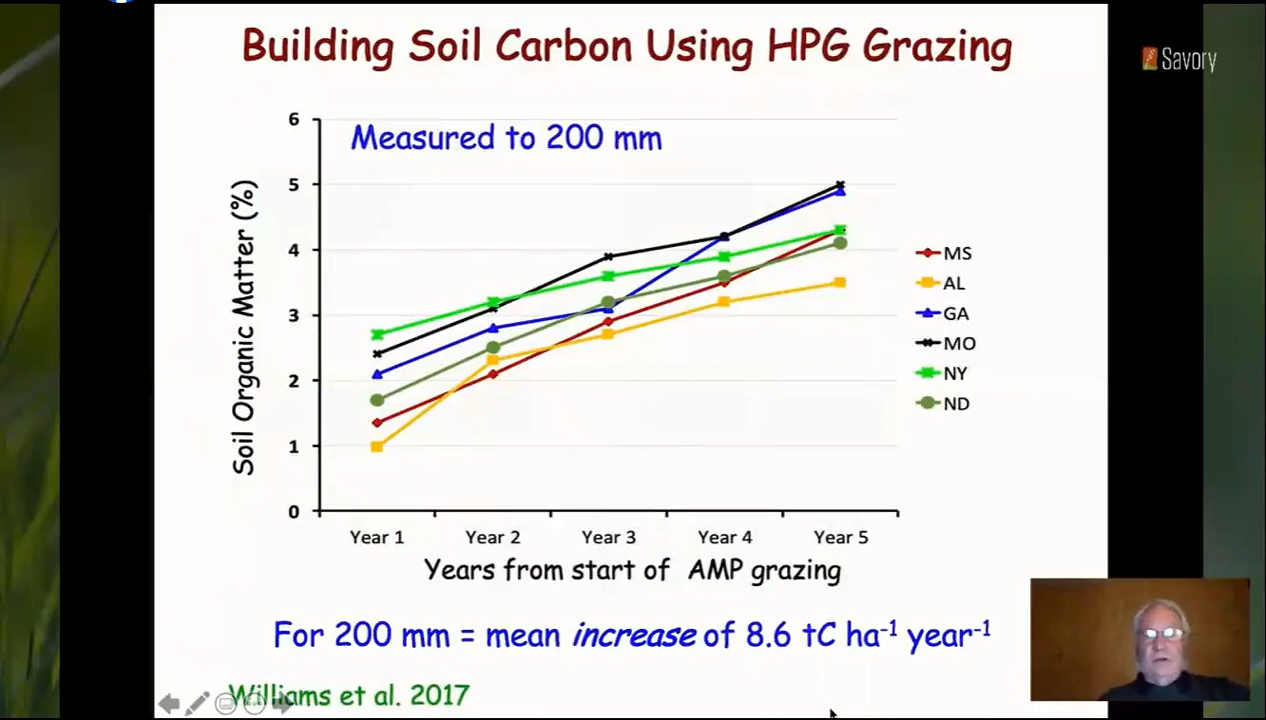 Building Soil Carbon Using HPG Grazing
Savory
Measured to 200 mm
Soil Organic Matter (%)
6
5
4
3
2
1
0
MS
AL
GA
MO
NY
ND
Year 1 Year 2 Year 3 Year 4 Year 5
Years from start of AMP grazing
For 200 mm = mean increase of 8.6 tC ha⁻¹ year⁻¹
Williams et al. 2017